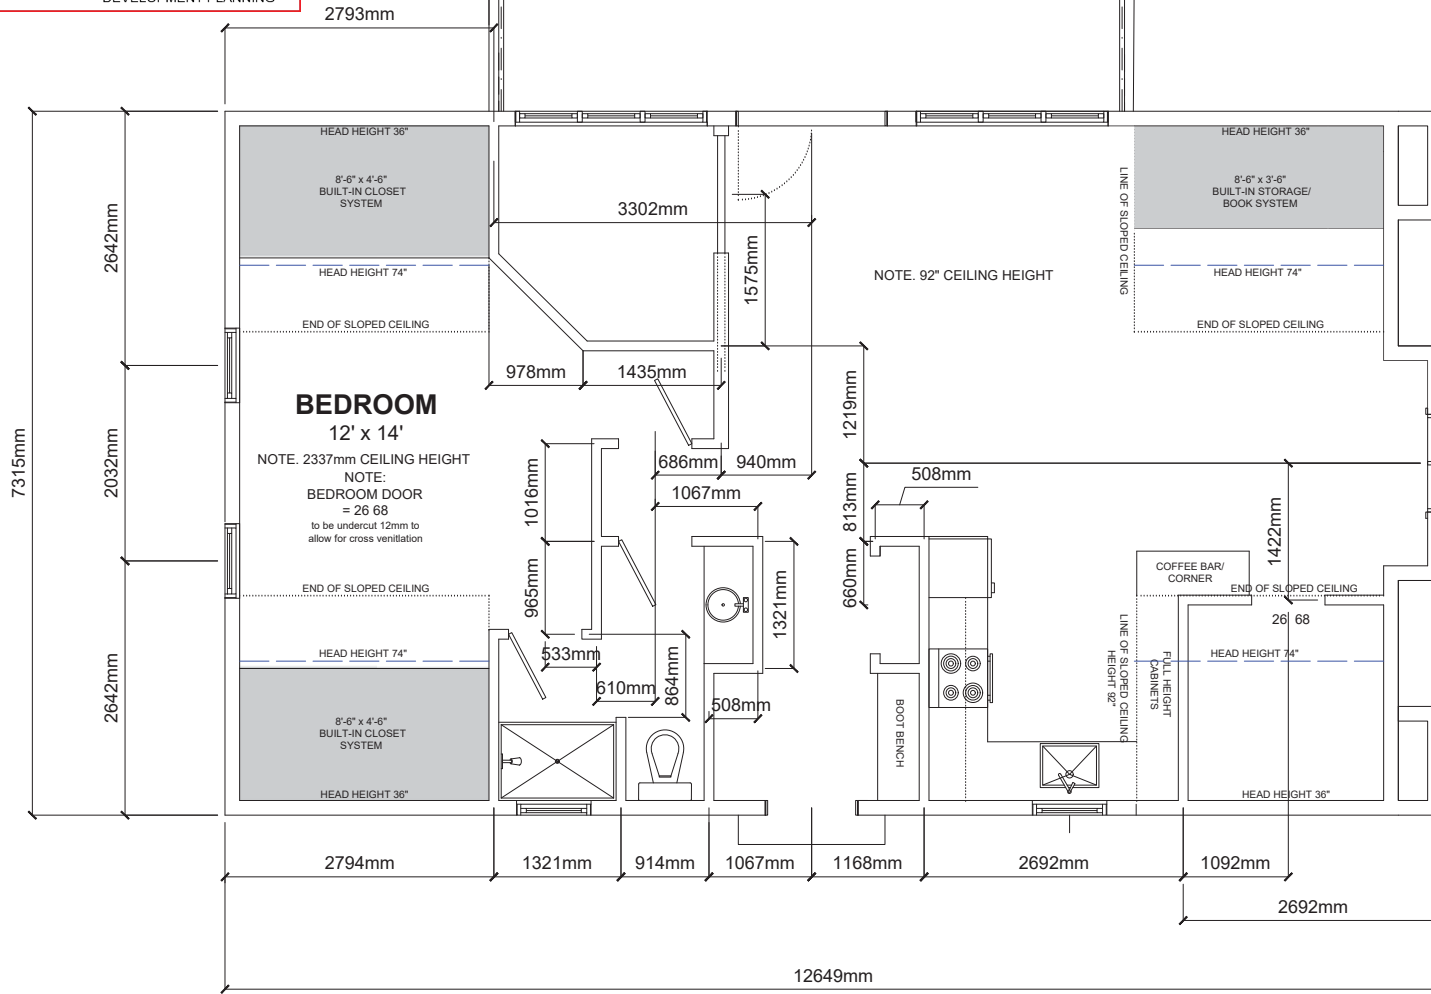 DEVELOPMENT PLANNING
2793mm
HEAD HEIGHT 36"
8'-6" x 4'-6"
BUILT-IN CLOSET
SYSTEM
HEAD HEIGHT 74"
END OF SLOPED CEILING
HEAD HEIGHT 36"
8'-6" x 3'-6"
BUILT-IN STORAGE/
BOOK SYSTEM
LINE OF SLOPED CEILING
HEAD HEIGHT 74"
END OF SLOPED CEILING
3302mm
1575mm
NOTE. 92" CEILING HEIGHT
2642mm
7315mm
2032mm
2642mm
978mm
1435mm
1219mm
BEDROOM
12' x 14'
NOTE. 2337mm CEILING HEIGHT
NOTE:
BEDROOM DOOR
= 26 68
to be undercut 12mm to
allow for cross venitlation
686mm
940mm
1067mm
508mm
813mm
1016mm
1422mm
965mm
1321mm
660mm
COFFEE BAR/
CORNER
END OF SLOPED CEILING
26 68
END OF SLOPED CEILING
HEAD HEIGHT 74"
533mm
610mm
864mm
508mm
LINE OF SLOPED CEILING
HEIGHT 92"
FULL HEIGHT
CABINETS
HEAD HEIGHT 74"
8'-6" x 4'-6"
BUILT-IN CLOSET
SYSTEM
HEAD HEIGHT 36"
BOOT BENCH
HEAD HEIGHT 36"
2794mm
1321mm
914mm
1067mm
1168mm
2692mm
1092mm
2692mm
12649mm